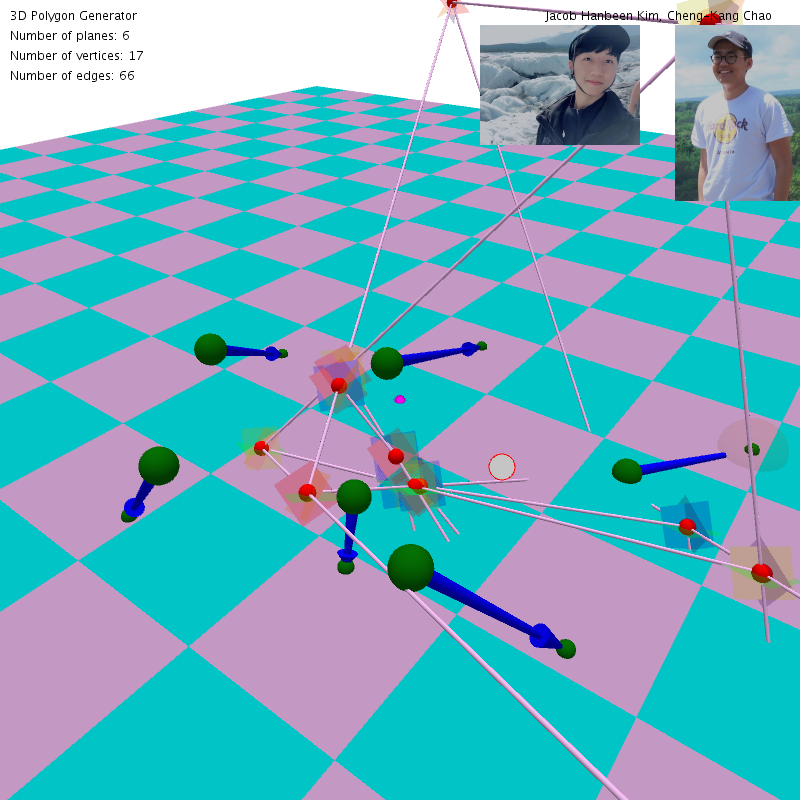 3D Polygon Generator
Jacob Hanbeen Kim, Cheng-Kang Chao
Number of planes: 6
Number of vertices: 17
Number of edges: 66